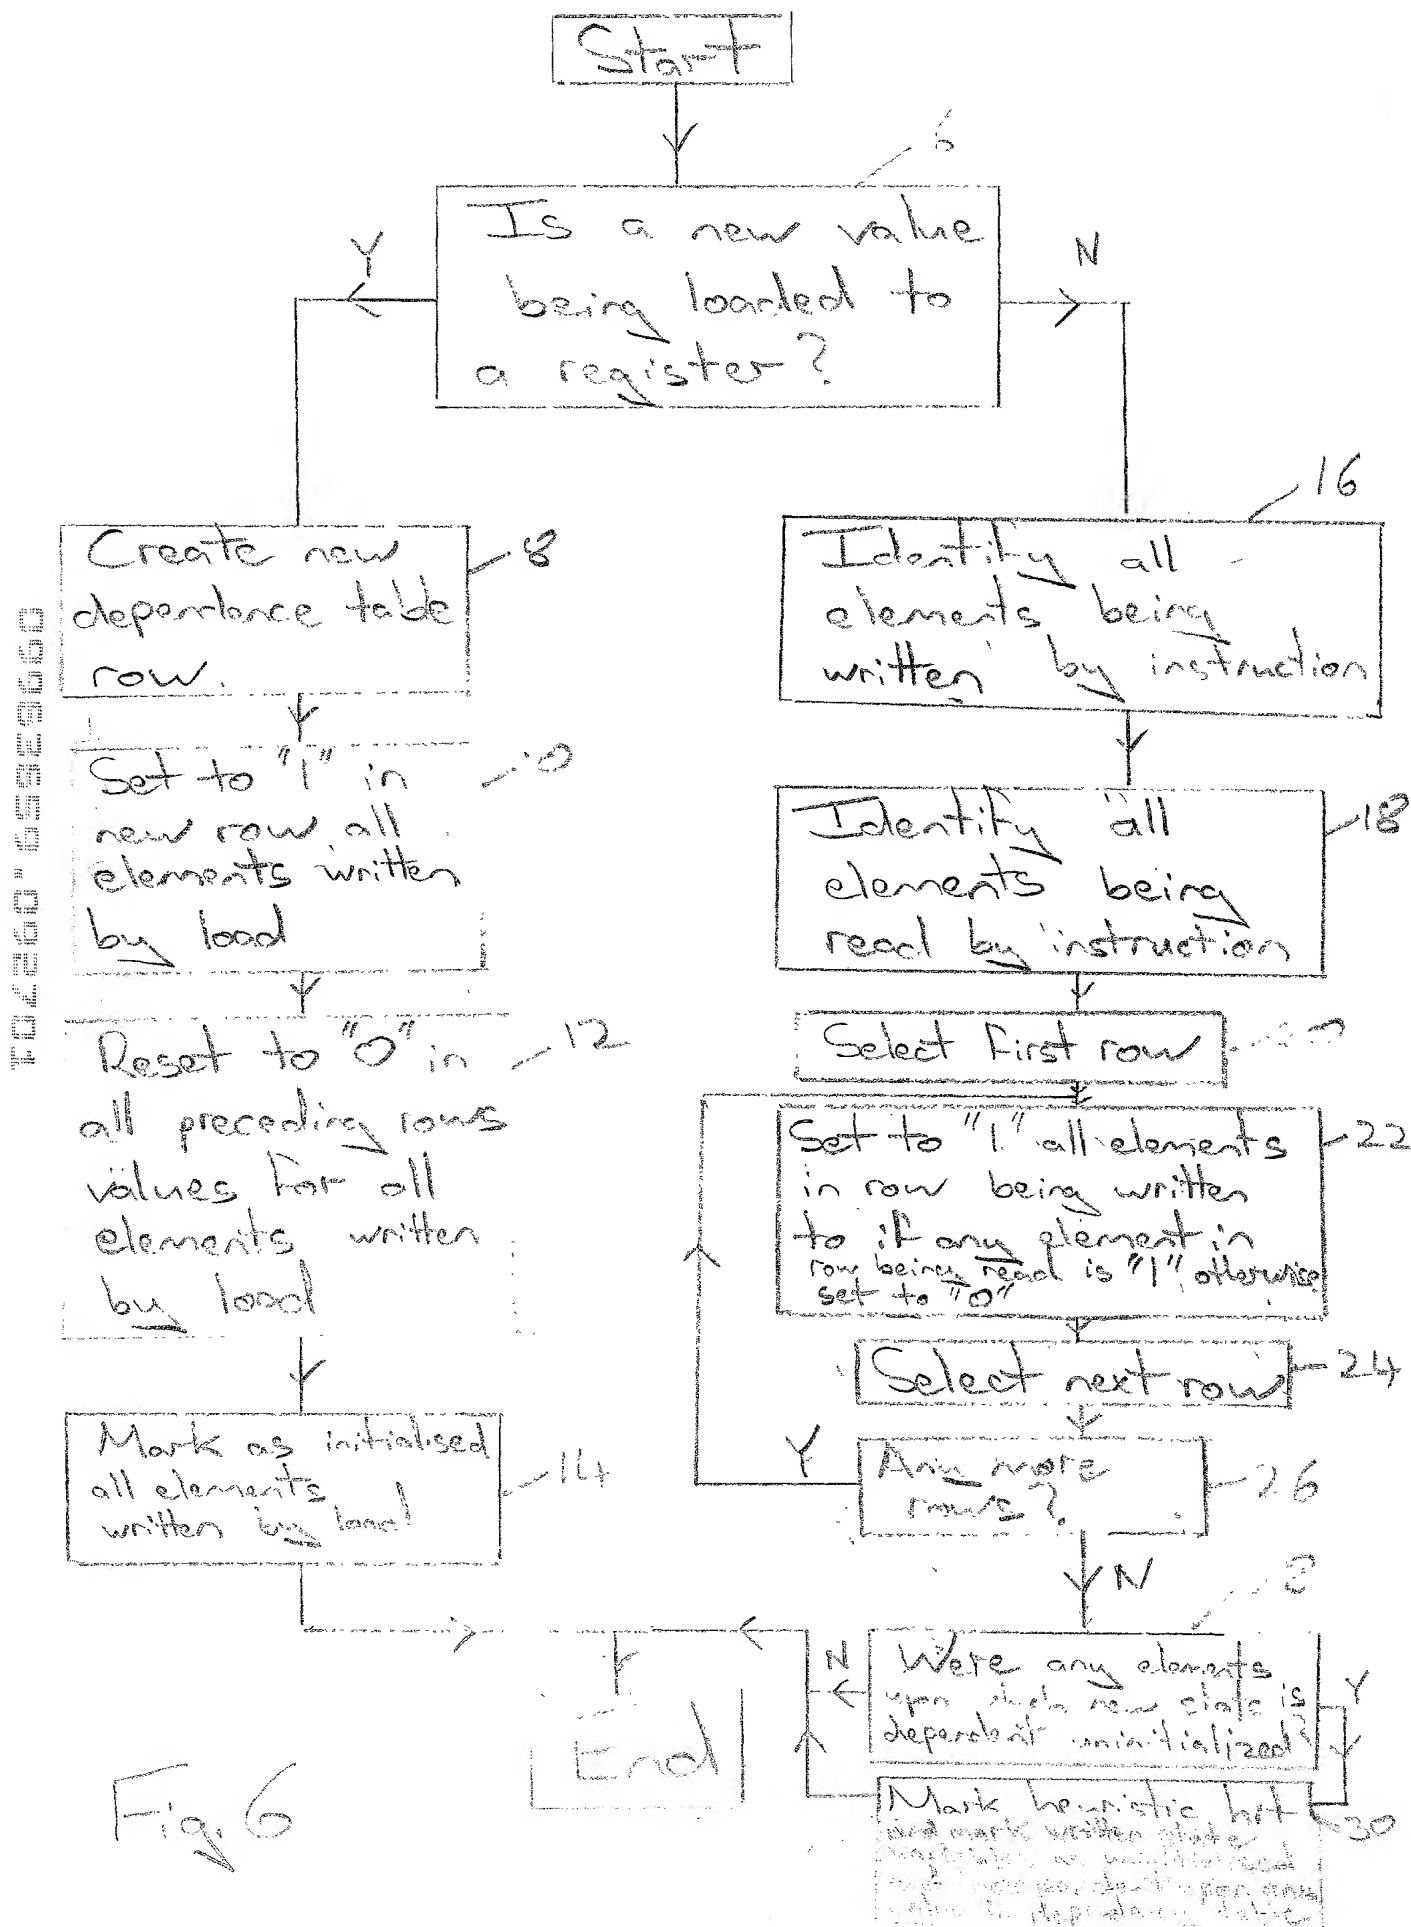 Start
6
Is a new value
being loaded to
a register?
Y
N
Create new
dependence table
row.
8
Set to "1" in
new row all
elements written
by load
Reset to "0" in
all preceding rows
values for all
elements written
by load
12
Mark as initialised
all elements
written by load
14
16
Identify all
elements being
written by instruction
Identify all
elements being
read by instruction
18
Select first row
Set to "1" all elements
in row being written
to if any element in
row being read is "1" otherwise
set to "0"
22
Select next row
24
Y
Any more
rows?
26
N
Were any elements
upon which new state is
dependent uninitialized?
N
Y
End
Mark heuristic hit
and mark written state
30
Fig. 6
09965559.092701